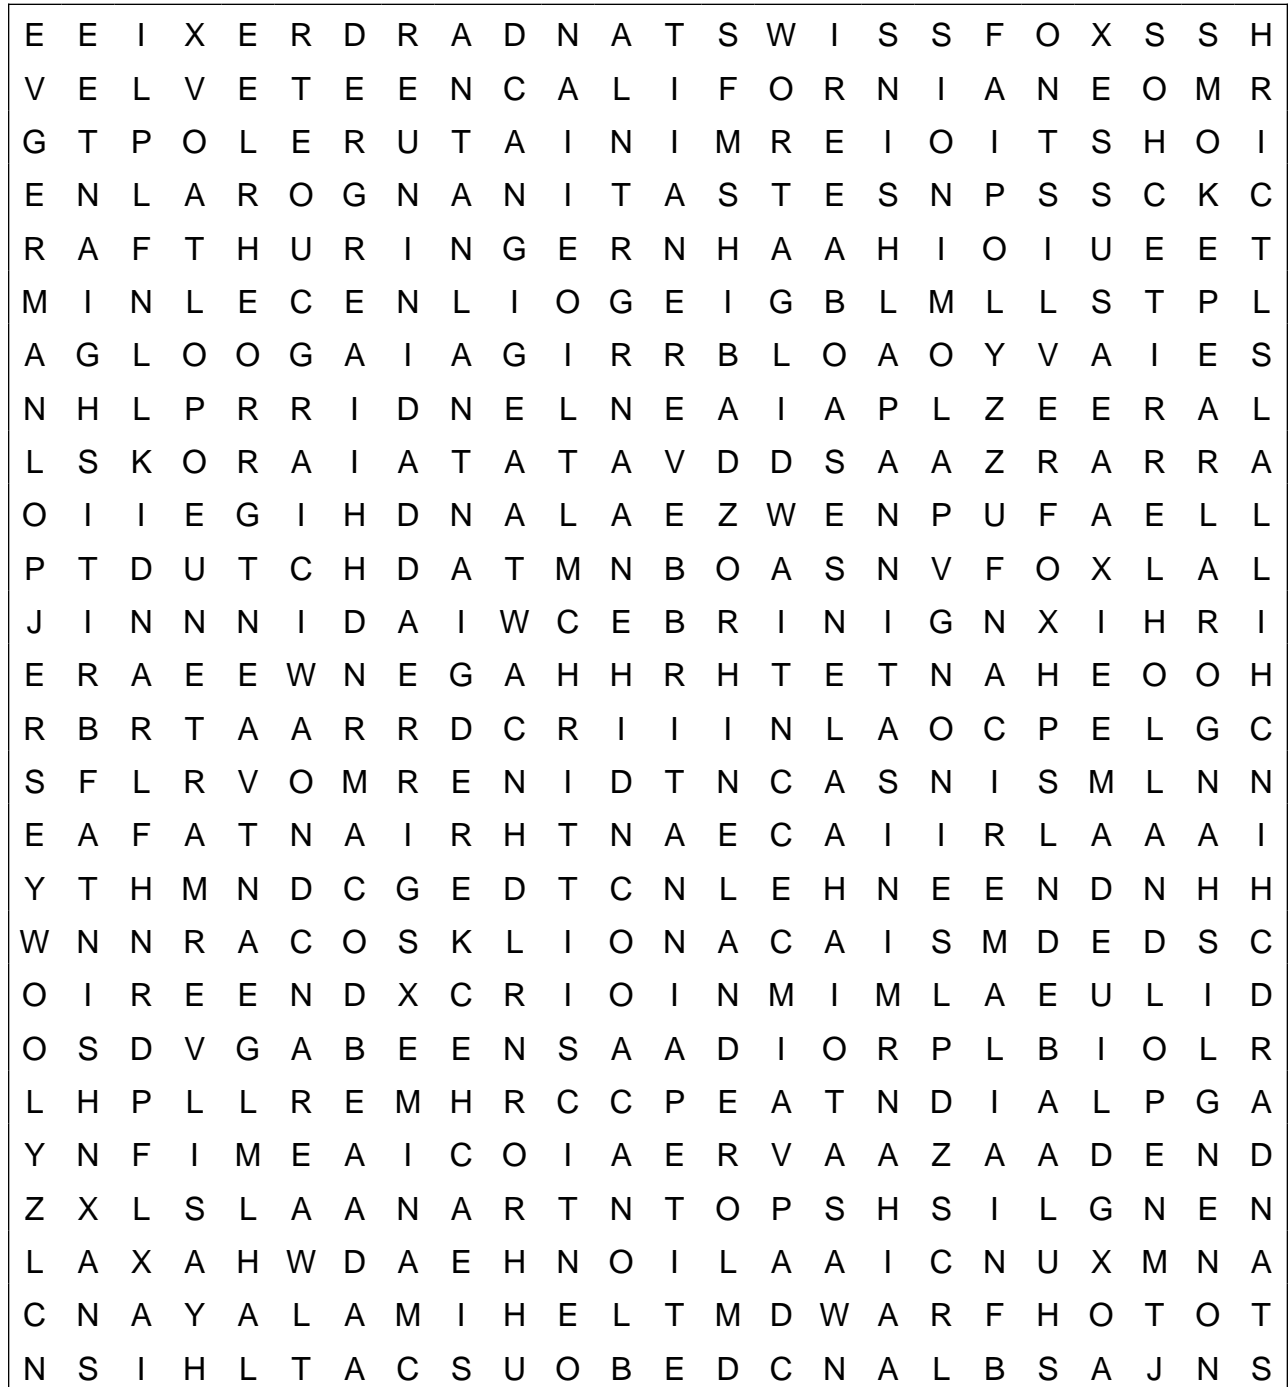 E E I X E R D R A D N A T S W I S S F O X S S H
V E L V E T E E N C A L I F O R N I A N E O M R
G T P O L E R U T A I N I M R E I O I T S H O I
E N L A R O G N A N I T A S T E S N P S S C K C
R A F T H U R I N G E R N H A A H I O I U E E T
M I N L E C E N L I O G E I G B L M L L S T P L
A G L O O G A I A G I R R B L O A O Y V A I E S
N H L P R R I D N E L N E A I A P L Z E E R A L
L S K O R A I A T A T A V D D S A A Z R A R R A
O I I E G I H D N A L A E Z W E N P U F A E L L
P T D U T C H D A T M N B O A S N V F O X L A L
J I N N N I D A I W C E B R I N I G N X I H R I
E R A E E W N E G A H H R H T E T N A H E O O H
R B R T A A R R D C R I I I N L A O C P E L G C
S F L R V O M R E N I D T N C A S N I S M L N N
E A F A T N A I R H T N A E C A I I R L A A A I
Y T H M N D C G E D T C N L E H N E E N D N H H
W N N R A C O S K L I O N A C A I S M D E D S C
O I R E E N D X C R I O I N M I M L A E U L I D
O S D V G A B E E N S A A D I O R P L B I O L R
L H P L L R E M H R C C P E A T N D I A L P G A
Y N F I M E A I C O I A E R V A A Z A A D E N D
Z X L S L A A N A R T N T O P S H S I L G N E N
L A X A H W D A E H N O I L A A I C N U X M N A
C N A Y A L A M I H E L T M D W A R F H O T O T
N S I H L T A C S U O B E D C N A L B S A J N S